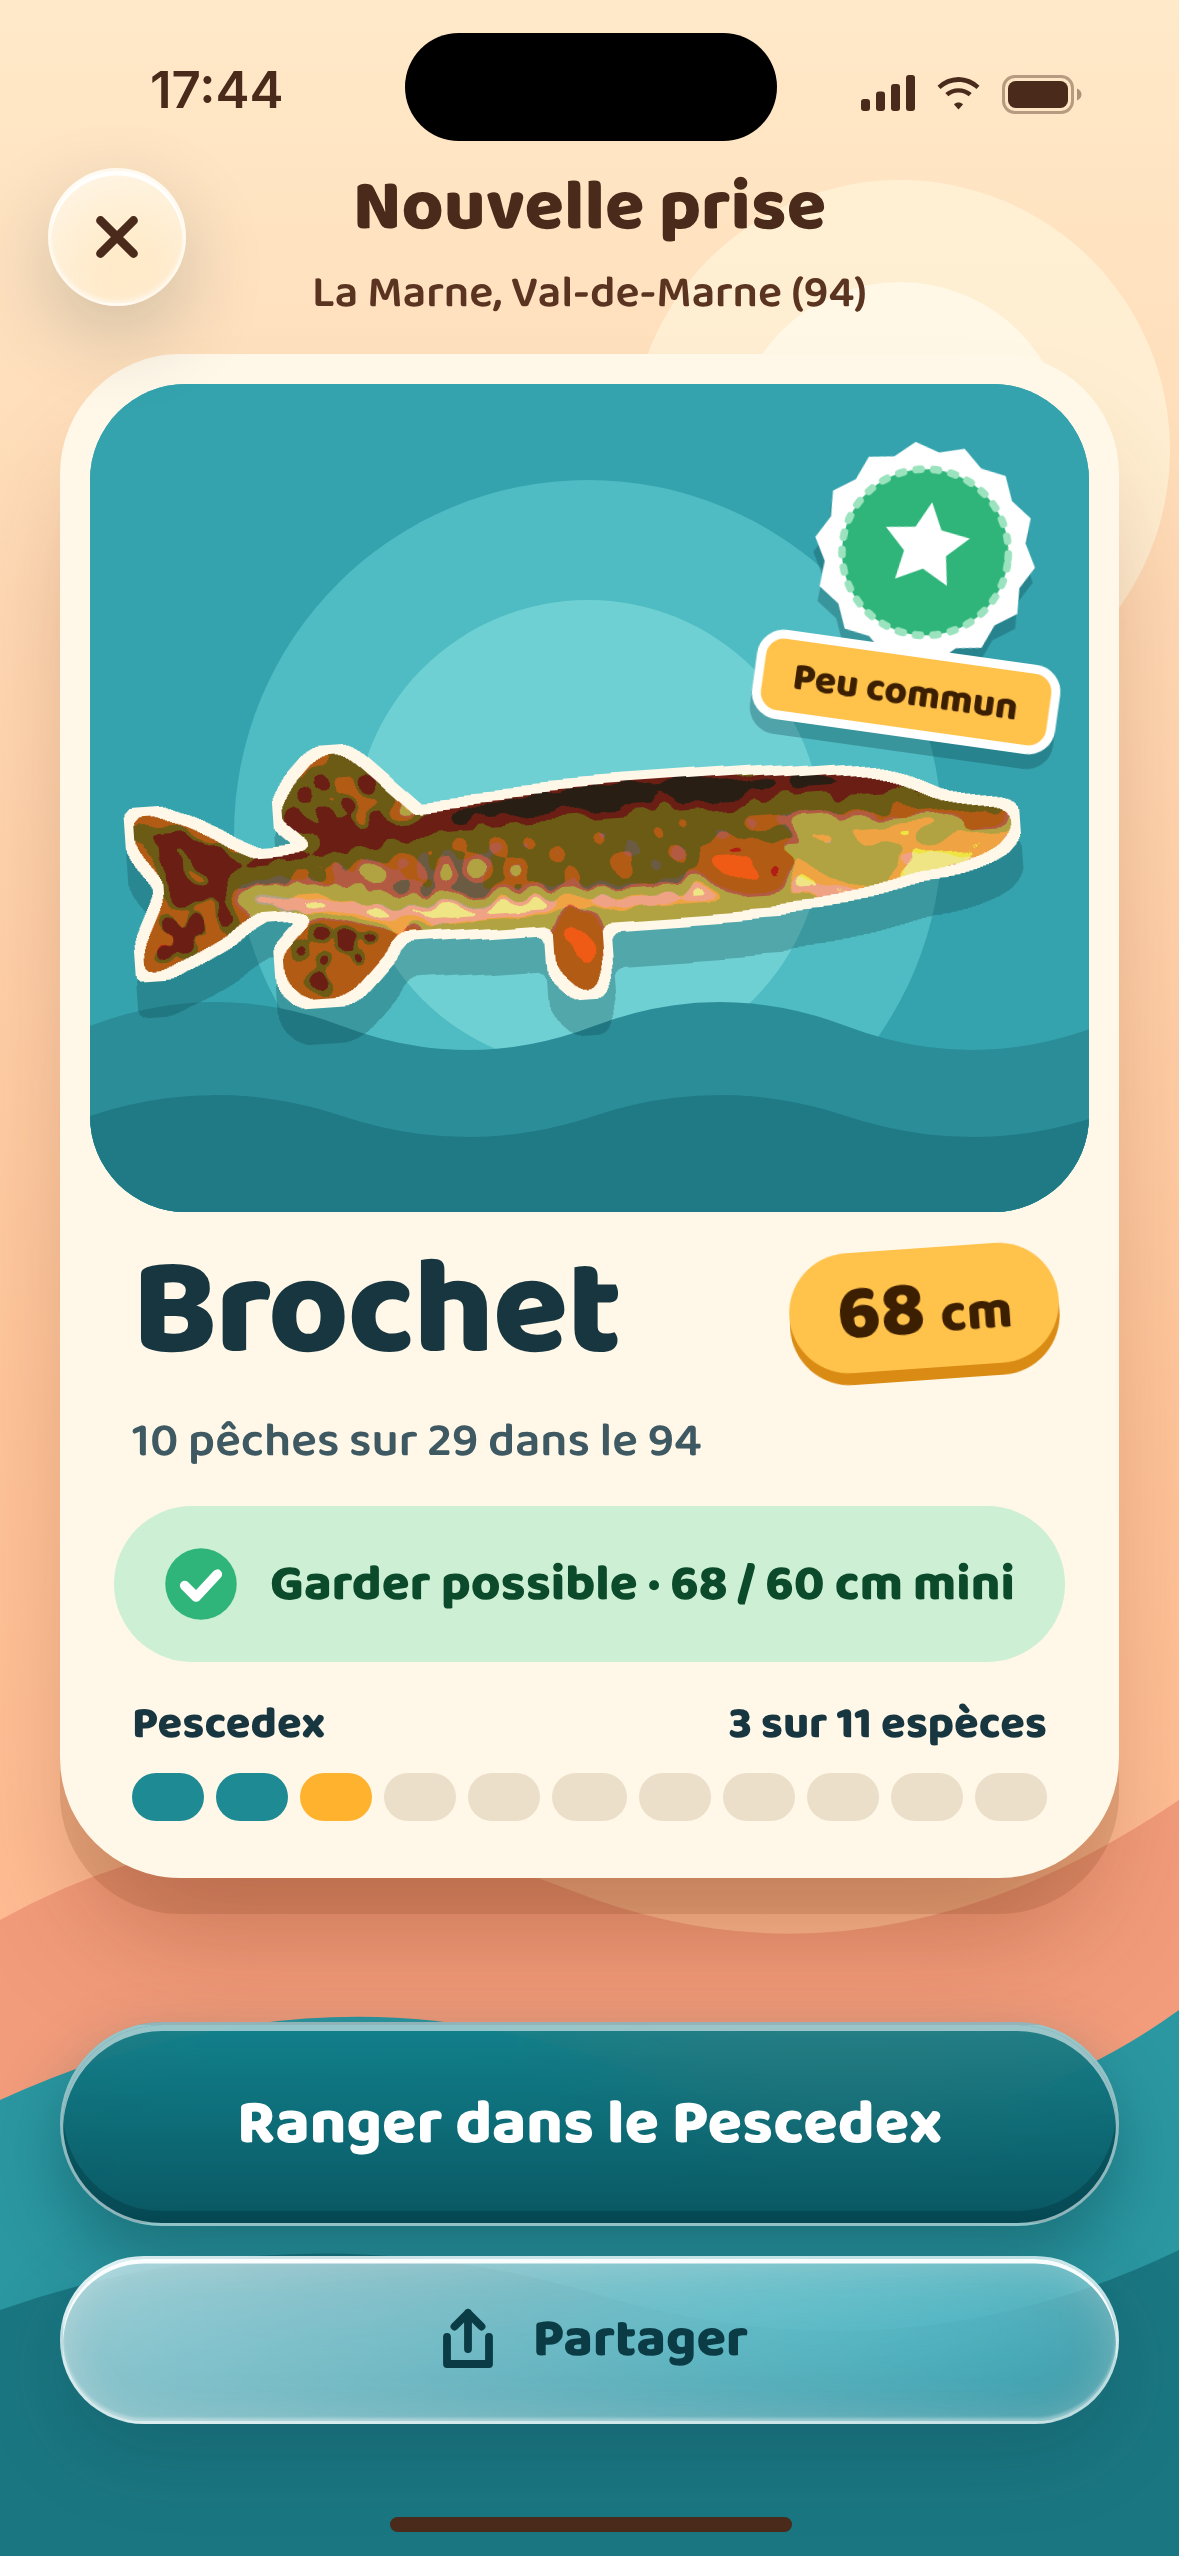 17:44
Nouvelle prise
La Marne, Val-de-Marne (94)
Peu commun
Brochet
68 cm
10 pêches sur 29 dans le 94
Garder possible · 68 / 60 cm mini
Pescedex
3 sur 11 espèces
Ranger dans le Pescedex
Partager